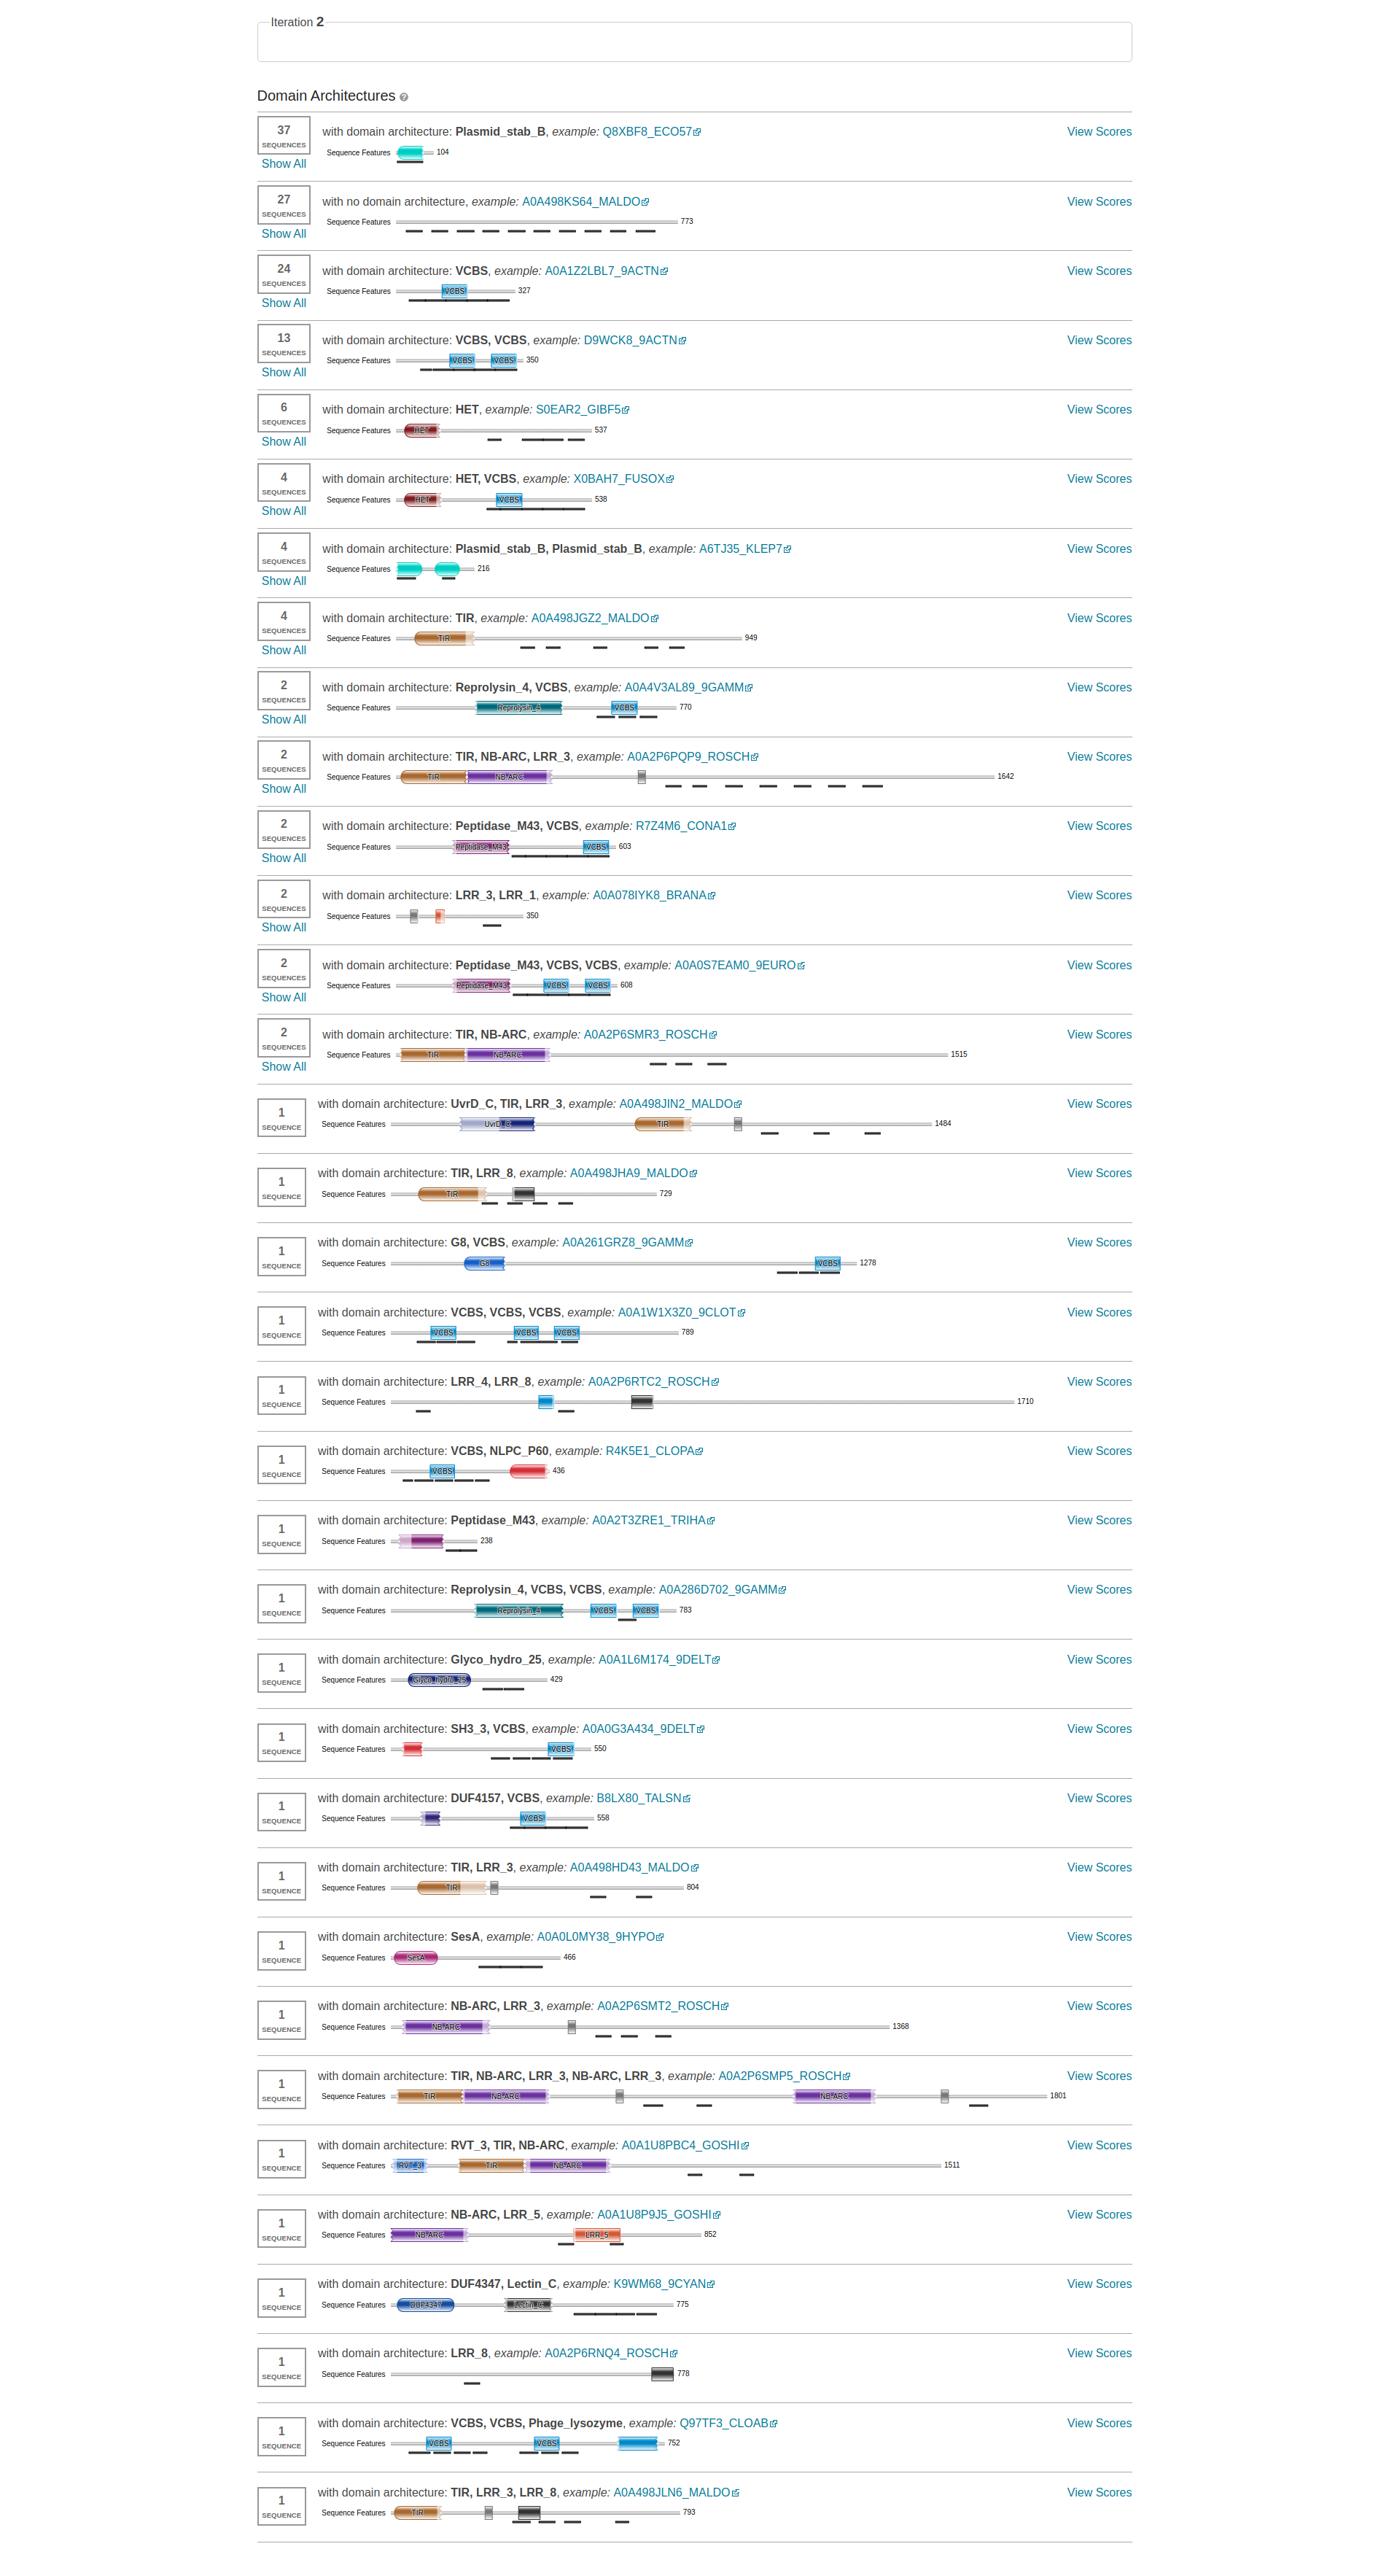 Iteration 2
Domain Architectures ?
37 SEQUENCES Show All
with domain architecture: Plasmid_stab_B, example: Q8XBF8_ECO57 View Scores
Sequence Features 104
27 SEQUENCES Show All
with no domain architecture, example: A0A498KS64_MALDO View Scores
Sequence Features 773
24 SEQUENCES Show All
with domain architecture: VCBS, example: A0A1Z2LBL7_9ACTN View Scores
Sequence Features VCBS 327
13 SEQUENCES Show All
with domain architecture: VCBS, VCBS, example: D9WCK8_9ACTN View Scores
Sequence Features VCBS VCBS 350
6 SEQUENCES Show All
with domain architecture: HET, example: S0EAR2_GIBF5 View Scores
Sequence Features HET 537
4 SEQUENCES Show All
with domain architecture: HET, VCBS, example: X0BAH7_FUSOX View Scores
Sequence Features HET VCBS 538
4 SEQUENCES Show All
with domain architecture: Plasmid_stab_B, Plasmid_stab_B, example: A6TJ35_KLEP7 View Scores
Sequence Features 216
4 SEQUENCES Show All
with domain architecture: TIR, example: A0A498JGZ2_MALDO View Scores
Sequence Features TIR 949
2 SEQUENCES Show All
with domain architecture: Reprolysin_4, VCBS, example: A0A4V3AL89_9GAMM View Scores
Sequence Features Reprolysin_4 VCBS 770
2 SEQUENCES Show All
with domain architecture: TIR, NB-ARC, LRR_3, example: A0A2P6PQP9_ROSCH View Scores
Sequence Features TIR NB-ARC 1642
2 SEQUENCES Show All
with domain architecture: Peptidase_M43, VCBS, example: R7Z4M6_CONA1 View Scores
Sequence Features Peptidase_M43 VCBS 603
2 SEQUENCES Show All
with domain architecture: LRR_3, LRR_1, example: A0A078IYK8_BRANA View Scores
Sequence Features 350
2 SEQUENCES Show All
with domain architecture: Peptidase_M43, VCBS, VCBS, example: A0A0S7EAM0_9EURO View Scores
Sequence Features Peptidase_M43 VCBS VCBS 608
2 SEQUENCES Show All
with domain architecture: TIR, NB-ARC, example: A0A2P6SMR3_ROSCH View Scores
Sequence Features TIR NB-ARC 1515
1 SEQUENCE
with domain architecture: UvrD_C, TIR, LRR_3, example: A0A498JIN2_MALDO View Scores
Sequence Features UvrD_C TIR 1484
1 SEQUENCE
with domain architecture: TIR, LRR_8, example: A0A498JHA9_MALDO View Scores
Sequence Features TIR 729
1 SEQUENCE
with domain architecture: G8, VCBS, example: A0A261GRZ8_9GAMM View Scores
Sequence Features G8 VCBS 1278
1 SEQUENCE
with domain architecture: VCBS, VCBS, VCBS, example: A0A1W1X3Z0_9CLOT View Scores
Sequence Features VCBS VCBS VCBS 789
1 SEQUENCE
with domain architecture: LRR_4, LRR_8, example: A0A2P6RTC2_ROSCH View Scores
Sequence Features 1710
1 SEQUENCE
with domain architecture: VCBS, NLPC_P60, example: R4K5E1_CLOPA View Scores
Sequence Features VCBS 436
1 SEQUENCE
with domain architecture: Peptidase_M43, example: A0A2T3ZRE1_TRIHA View Scores
Sequence Features 238
1 SEQUENCE
with domain architecture: Reprolysin_4, VCBS, VCBS, example: A0A286D702_9GAMM View Scores
Sequence Features Reprolysin_4 VCBS VCBS 783
1 SEQUENCE
with domain architecture: Glyco_hydro_25, example: A0A1L6M174_9DELT View Scores
Sequence Features Glyco_hydro_25 429
1 SEQUENCE
with domain architecture: SH3_3, VCBS, example: A0A0G3A434_9DELT View Scores
Sequence Features VCBS 550
1 SEQUENCE
with domain architecture: DUF4157, VCBS, example: B8LX80_TALSN View Scores
Sequence Features VCBS 558
1 SEQUENCE
with domain architecture: TIR, LRR_3, example: A0A498HD43_MALDO View Scores
Sequence Features TIR 804
1 SEQUENCE
with domain architecture: SesA, example: A0A0L0MY38_9HYPO View Scores
Sequence Features SesA 466
1 SEQUENCE
with domain architecture: NB-ARC, LRR_3, example: A0A2P6SMT2_ROSCH View Scores
Sequence Features NB-ARC 1368
1 SEQUENCE
with domain architecture: TIR, NB-ARC, LRR_3, NB-ARC, LRR_3, example: A0A2P6SMP5_ROSCH View Scores
Sequence Features TIR NB-ARC NB-ARC 1801
1 SEQUENCE
with domain architecture: RVT_3, TIR, NB-ARC, example: A0A1U8PBC4_GOSHI View Scores
Sequence Features RVT_3 TIR NB-ARC 1511
1 SEQUENCE
with domain architecture: NB-ARC, LRR_5, example: A0A1U8P9J5_GOSHI View Scores
Sequence Features NB-ARC LRR_5 852
1 SEQUENCE
with domain architecture: DUF4347, Lectin_C, example: K9WM68_9CYAN View Scores
Sequence Features DUF4347 Lectin_C 775
1 SEQUENCE
with domain architecture: LRR_8, example: A0A2P6RNQ4_ROSCH View Scores
Sequence Features 778
1 SEQUENCE
with domain architecture: VCBS, VCBS, Phage_lysozyme, example: Q97TF3_CLOAB View Scores
Sequence Features VCBS VCBS 752
1 SEQUENCE
with domain architecture: TIR, LRR_3, LRR_8, example: A0A498JLN6_MALDO View Scores
Sequence Features TIR 793